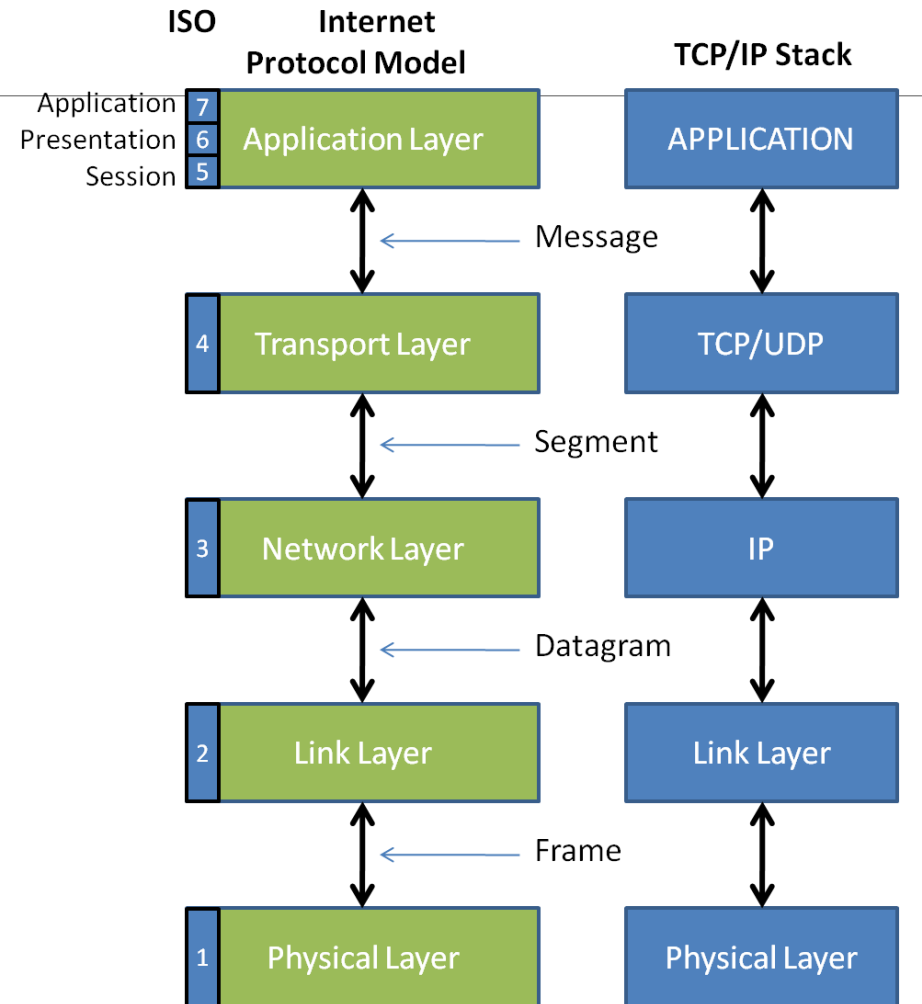 ISO
Internet
Protocol Model
TCP/IP Stack
Application
7
Presentation
6
Session
5
Application Layer
APPLICATION
Message
4
Transport Layer
TCP/UDP
Segment
3
Network Layer
IP
Datagram
2
Link Layer
Link Layer
Frame
1
Physical Layer
Physical Layer